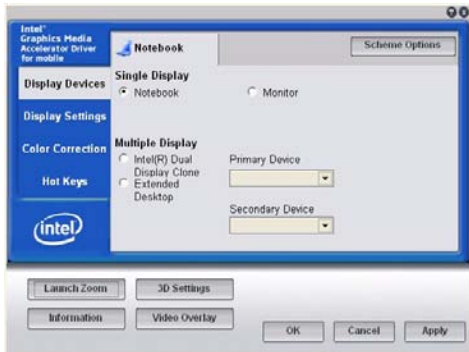 Intel®
Graphics Media
Accelerator Driver
for mobile
Notebook
Scheme Options
Display Devices
Display Settings
Color Correction
Hot Keys
intel
Single Display
Notebook
Monitor
Multiple Display
Intel(R) Dual
Display Clone
Extended
Desktop
Primary Device
Secondary Device
Launch Zoom
3D Settings
Information
Video Overlay
OK
Cancel
Apply